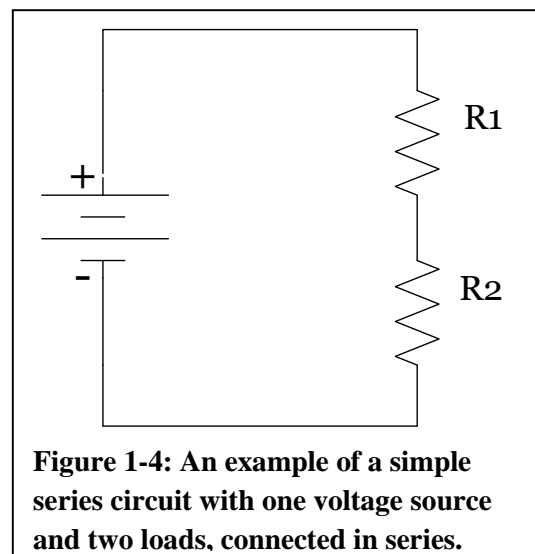 R1
+
-
R2
Figure 1-4: An example of a simple
series circuit with one voltage source
and two loads, connected in series.